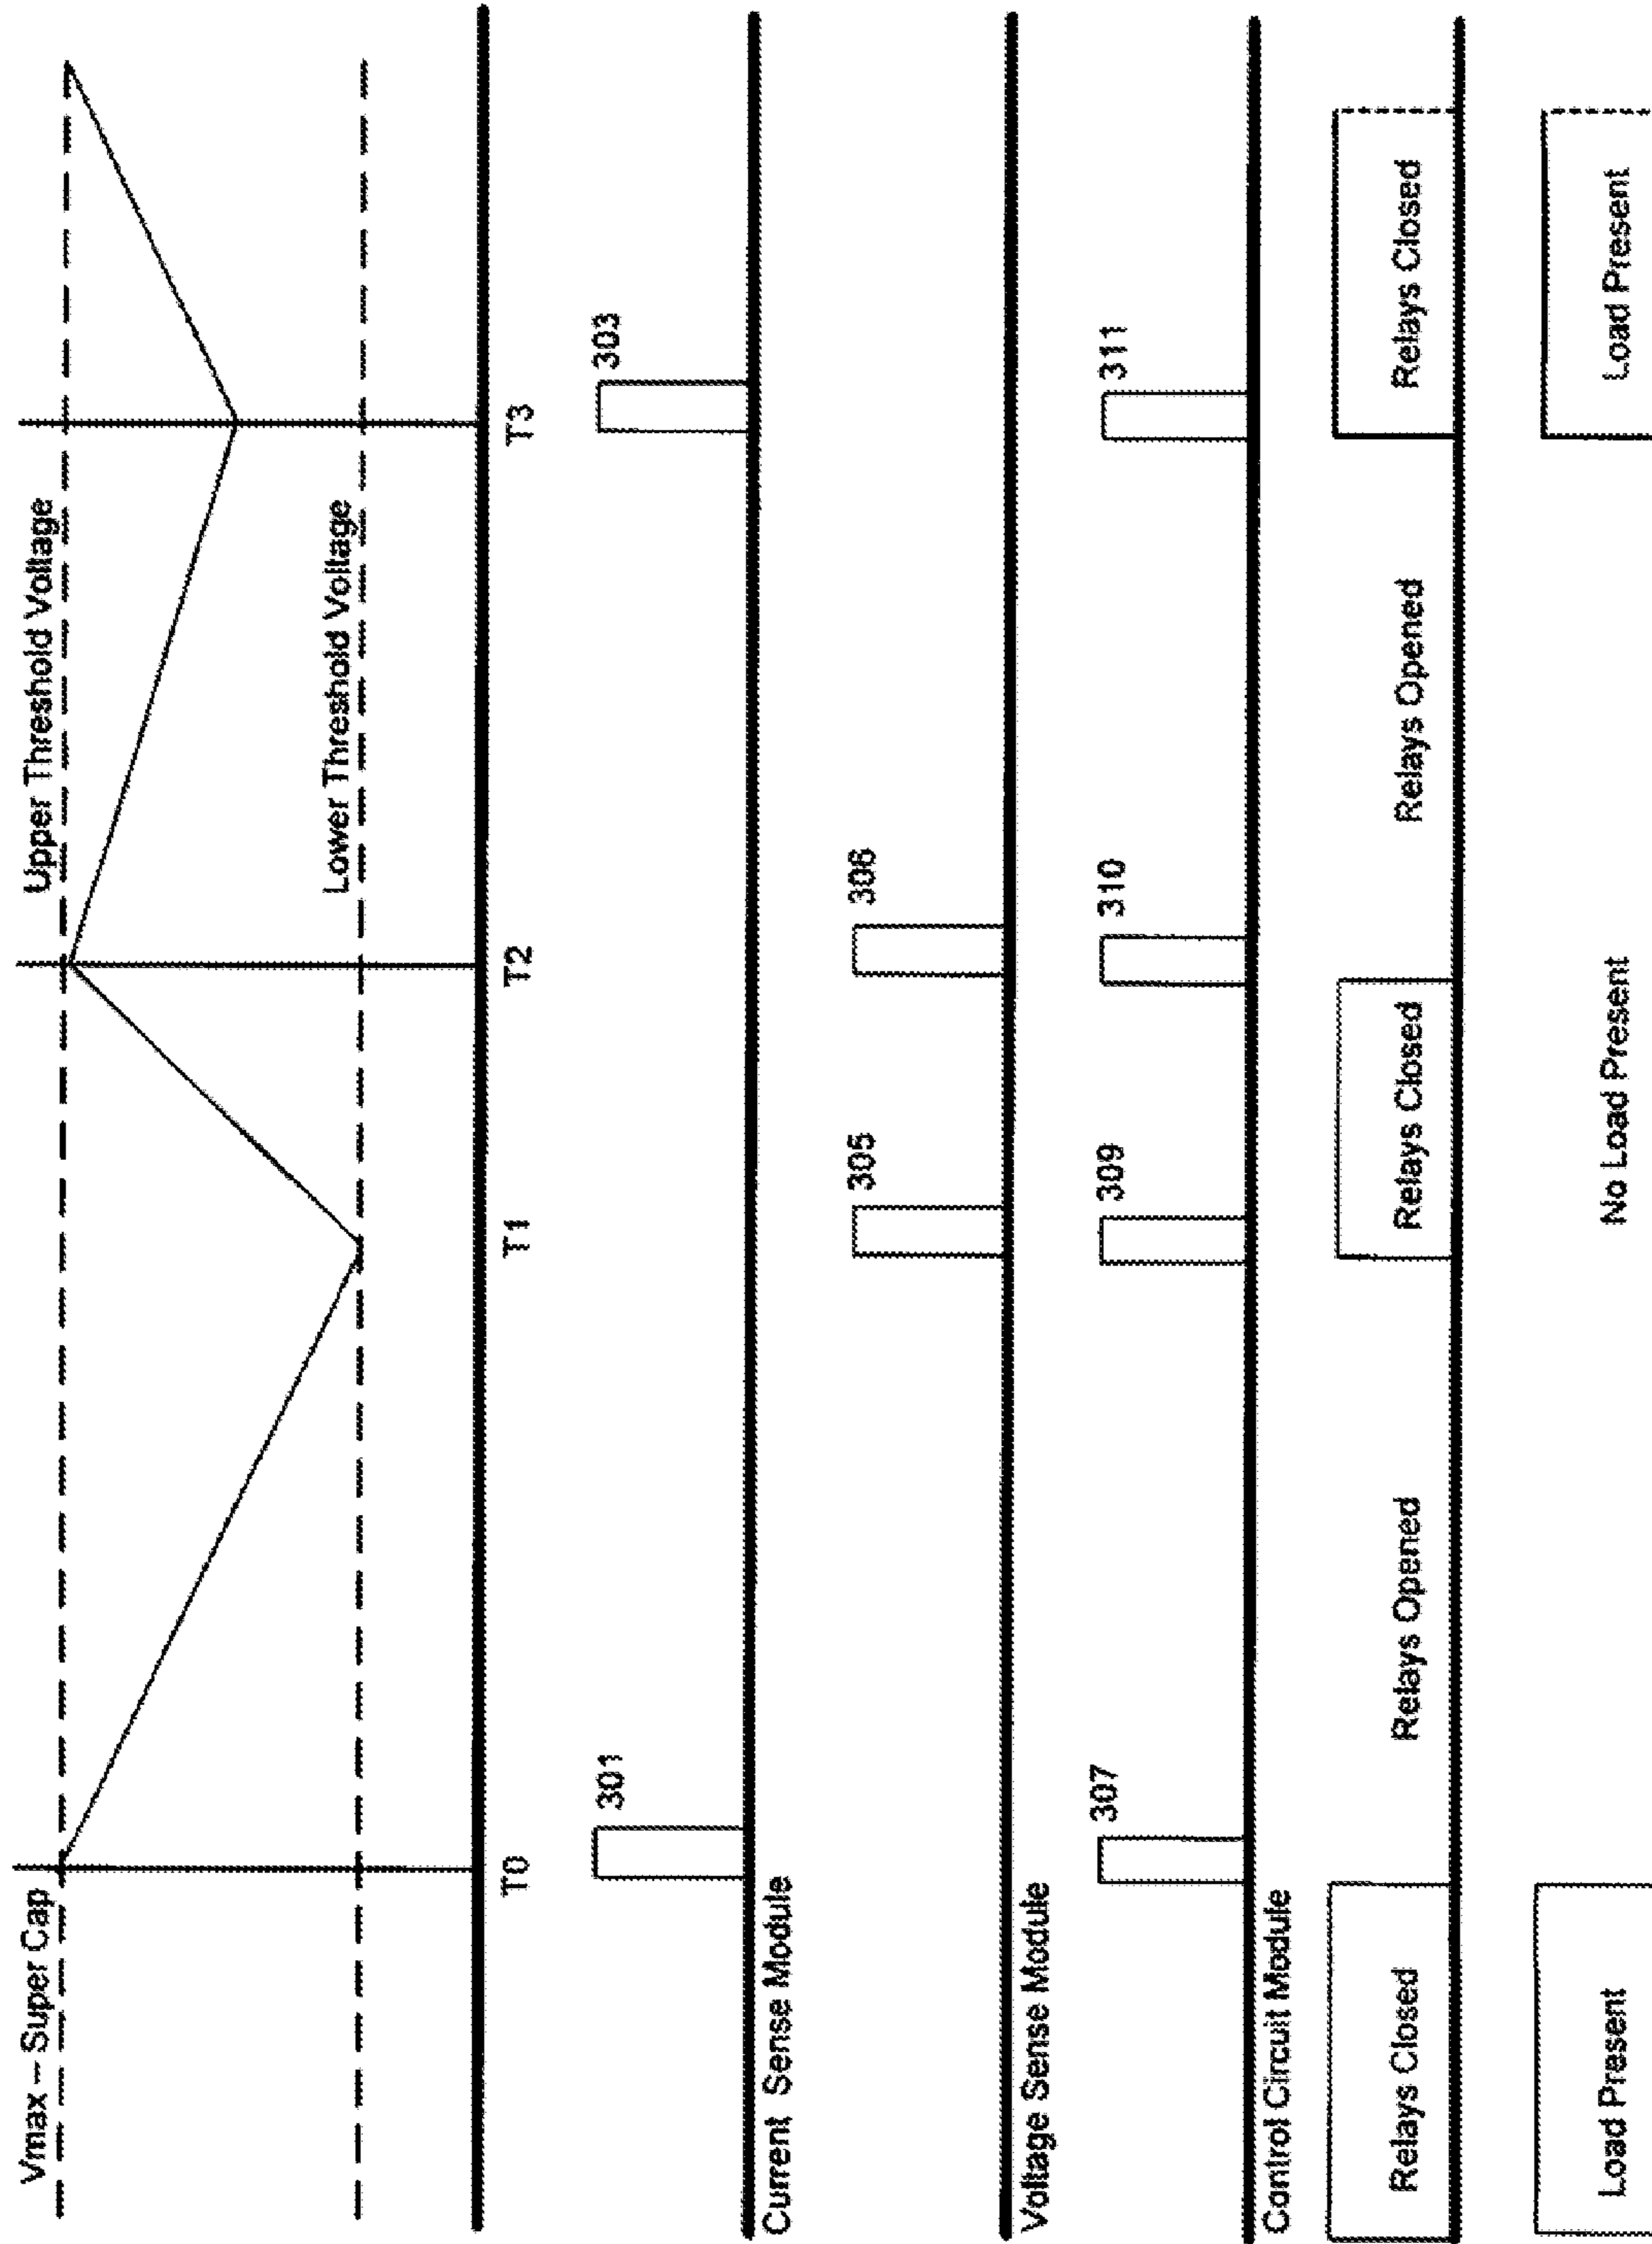 Vmax – Super Cap
Upper Threshold Voltage
Lower Threshold Voltage
T0
T1
T2
T3
301
303
Current Sense Module
305
306
Voltage Sense Module
307
309
310
311
Control Circuit Module
Relays Closed
Relays Opened
Relays Closed
Relays Opened
Relays Closed
Load Present
No Load Present
Load Present